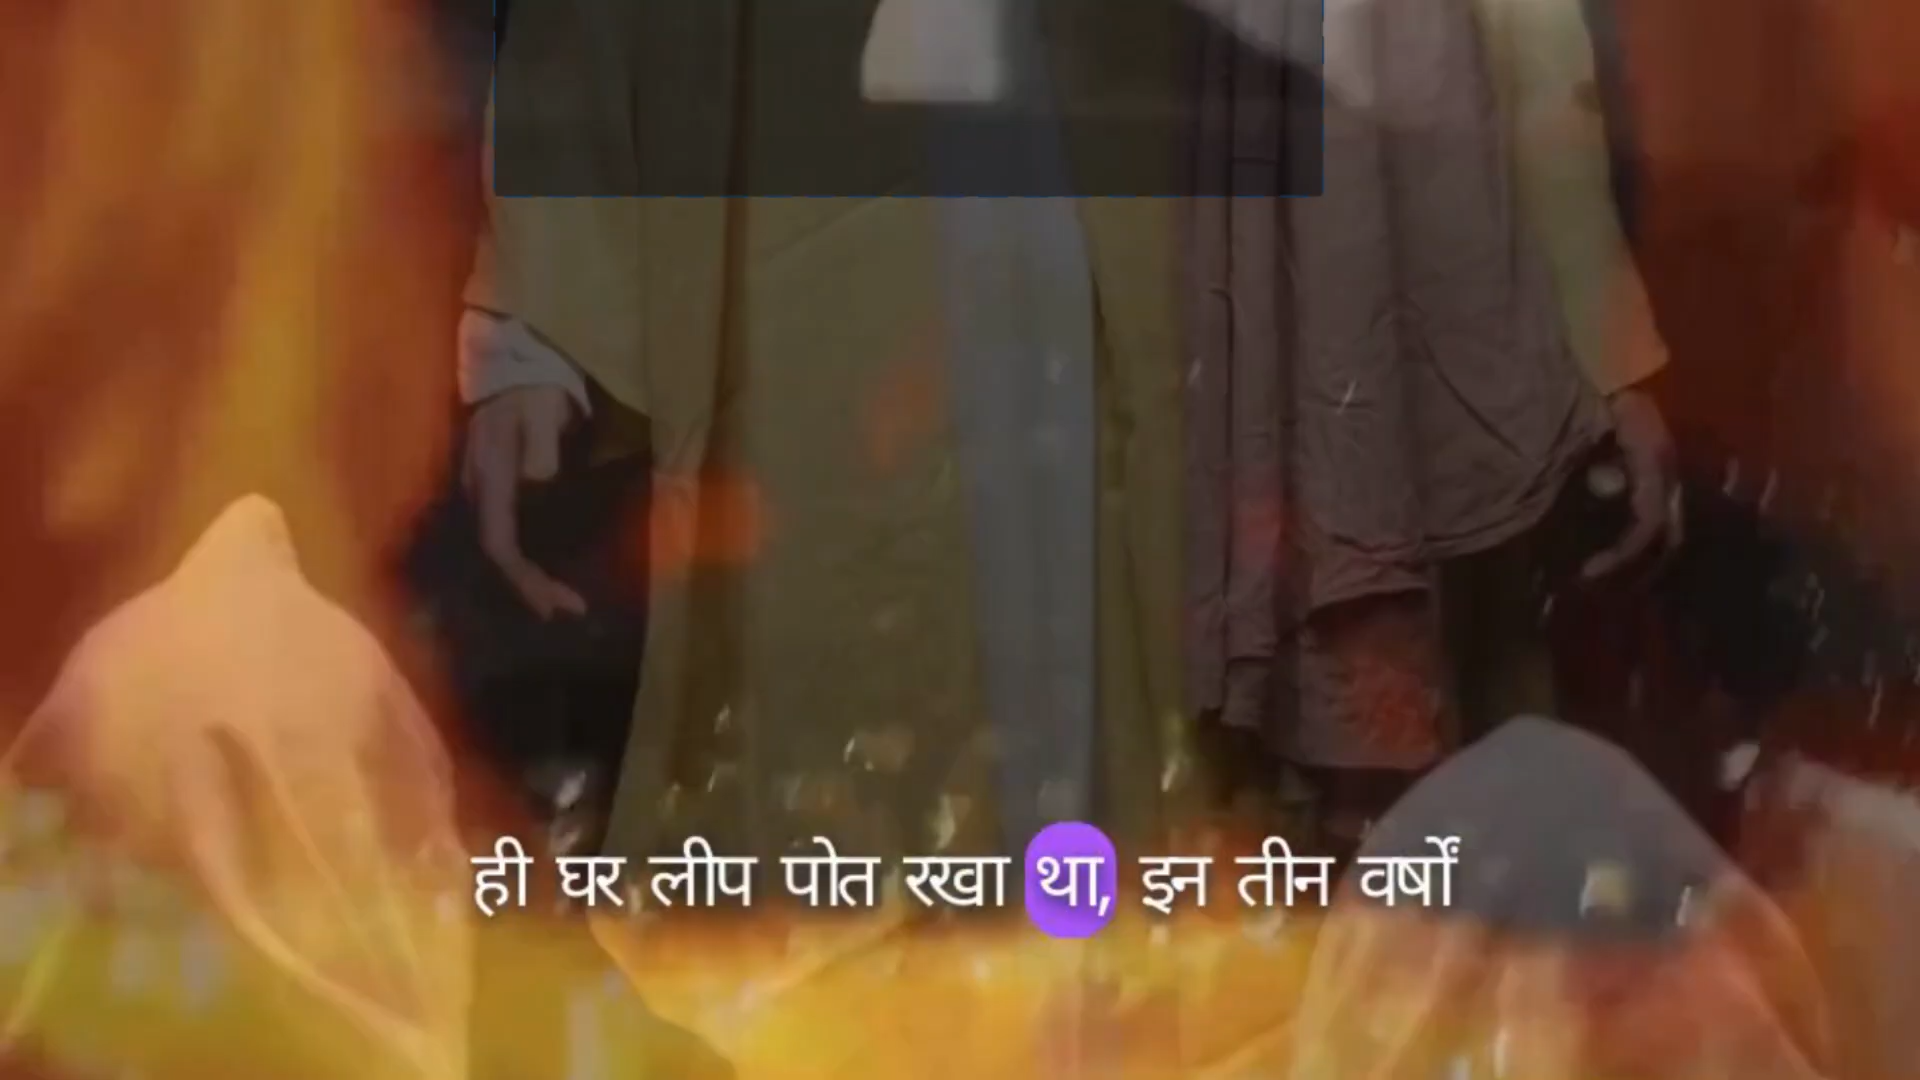 ही घर लीप पोत रखा था, इन तीन वर्षों